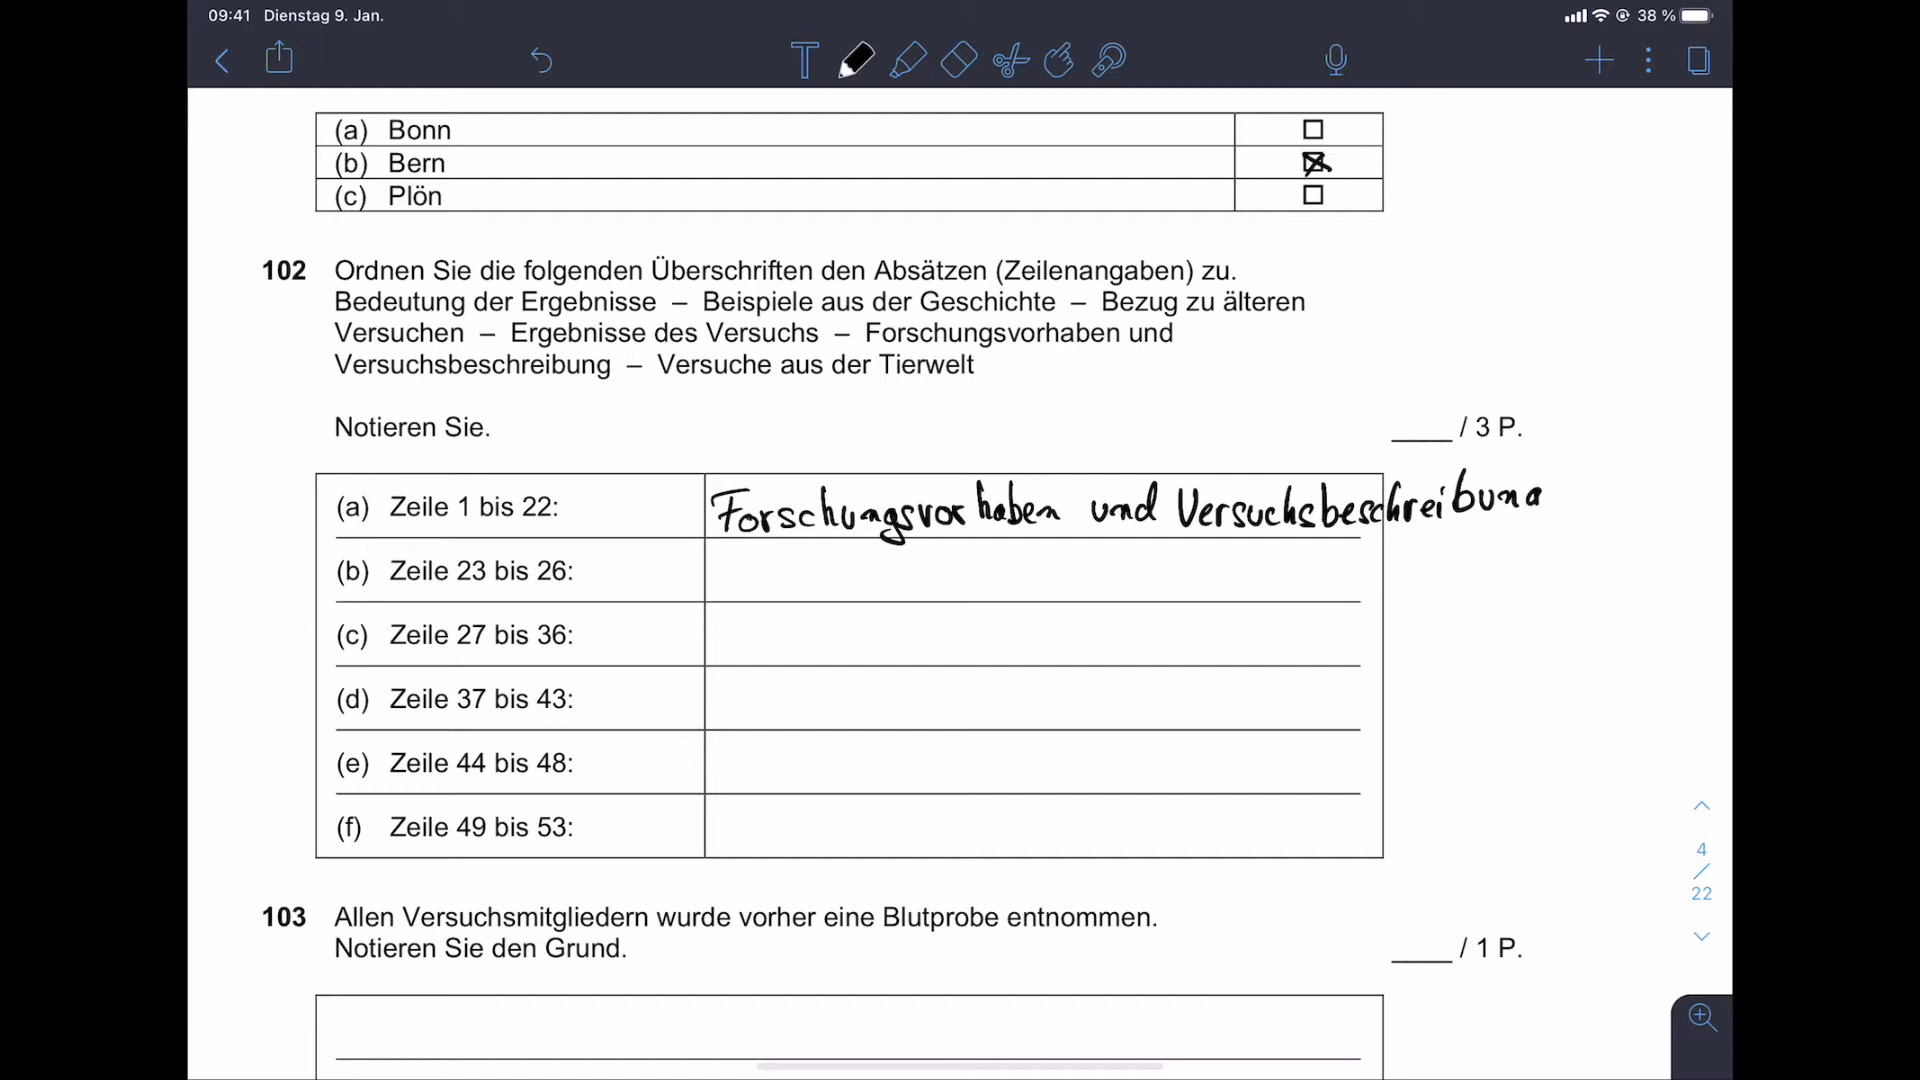 09:41 Dienstag 9. Jan. 38 %
(a) Bonn
(b) Bern
(c) Plön
102 Ordnen Sie die folgenden Überschriften den Absätzen (Zeilenangaben) zu.
Bedeutung der Ergebnisse – Beispiele aus der Geschichte – Bezug zu älteren
Versuchen – Ergebnisse des Versuchs – Forschungsvorhaben und
Versuchsbeschreibung – Versuche aus der Tierwelt
Notieren Sie. ____ / 3 P.
(a) Zeile 1 bis 22: Forschungsvorhaben und Versuchsbeschreibung
(b) Zeile 23 bis 26:
(c) Zeile 27 bis 36:
(d) Zeile 37 bis 43:
(e) Zeile 44 bis 48:
(f) Zeile 49 bis 53:
4
/
22
103 Allen Versuchsmitgliedern wurde vorher eine Blutprobe entnommen.
Notieren Sie den Grund. ____ / 1 P.